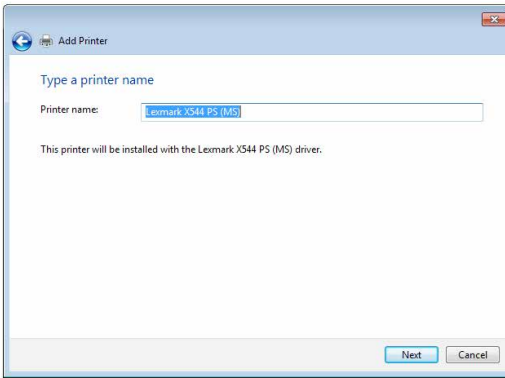 Add Printer
Type a printer name
Printer name: Lexmark X544 PS (MS)
This printer will be installed with the Lexmark X544 PS (MS) driver.
Next Cancel